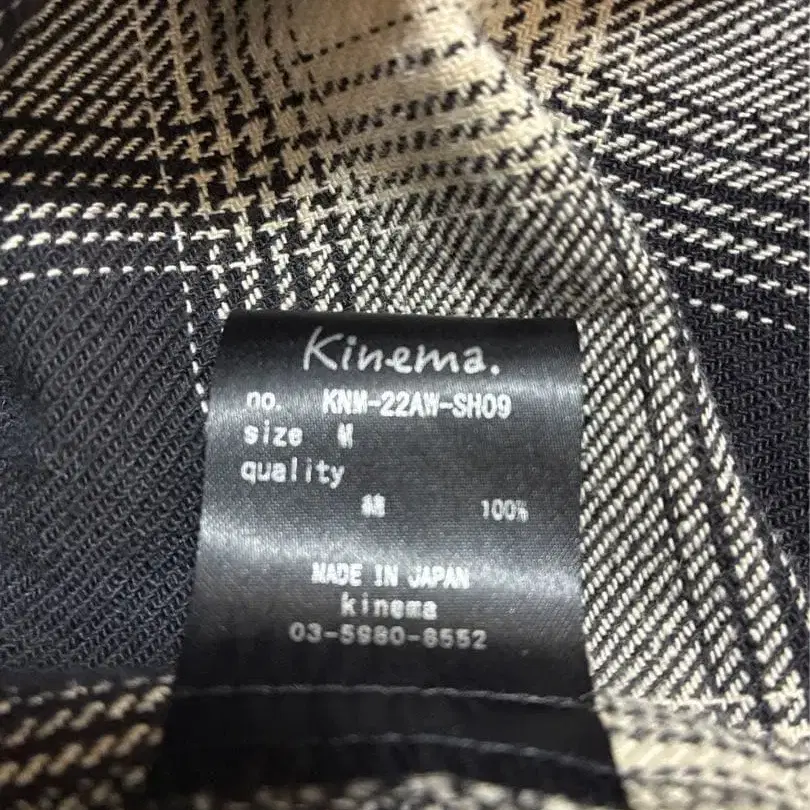 Kinema.
no. KNM-22AW-SH09
size M
quality
綿 100%
MADE IN JAPAN
kinema
03-5980-8552